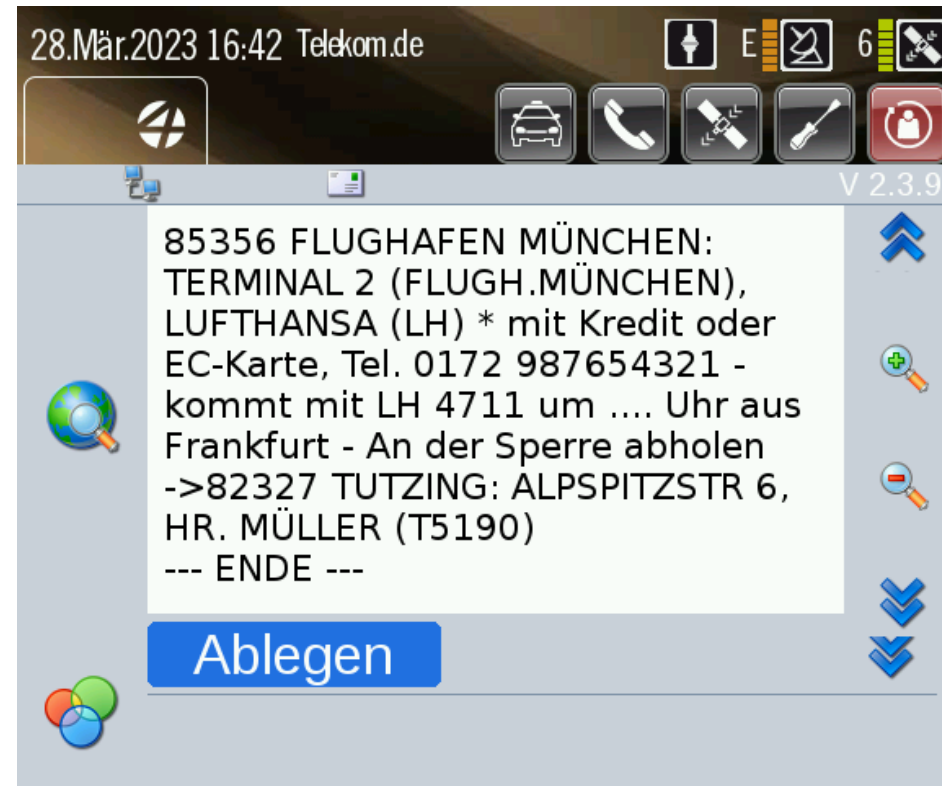 28.Mär.2023 16:42 Telekom.de
E
6
V 2.3.9
85356 FLUGHAFEN MÜNCHEN:
TERMINAL 2 (FLUGH.MÜNCHEN),
LUFTHANSA (LH) * mit Kredit oder
EC-Karte, Tel. 0172 987654321 -
kommt mit LH 4711 um .... Uhr aus
Frankfurt - An der Sperre abholen
->82327 TUTZING: ALPSPITZSTR 6,
HR. MÜLLER (T5190)
--- ENDE ---
Ablegen